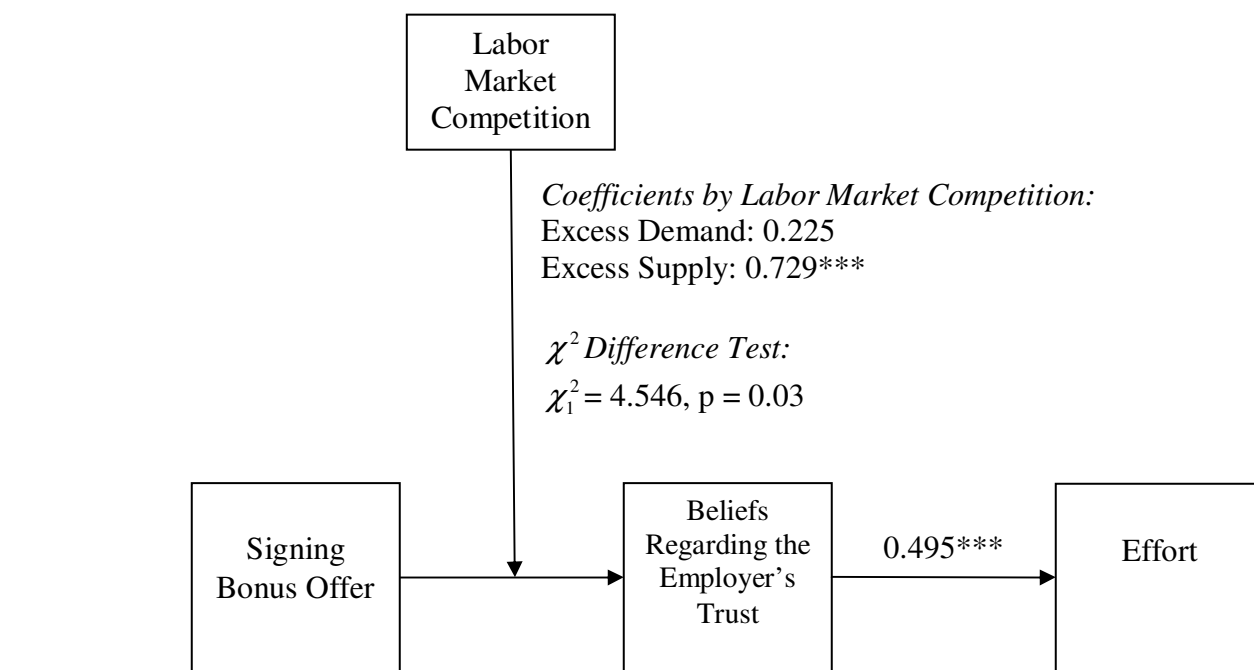 Labor
Market
Competition
Coefficients by Labor Market Competition:
Excess Demand: 0.225
Excess Supply: 0.729***
χ² Difference Test:
χ₁² = 4.546, p = 0.03
Signing
Bonus Offer
Beliefs
Regarding the
Employer's
Trust
0.495***
Effort